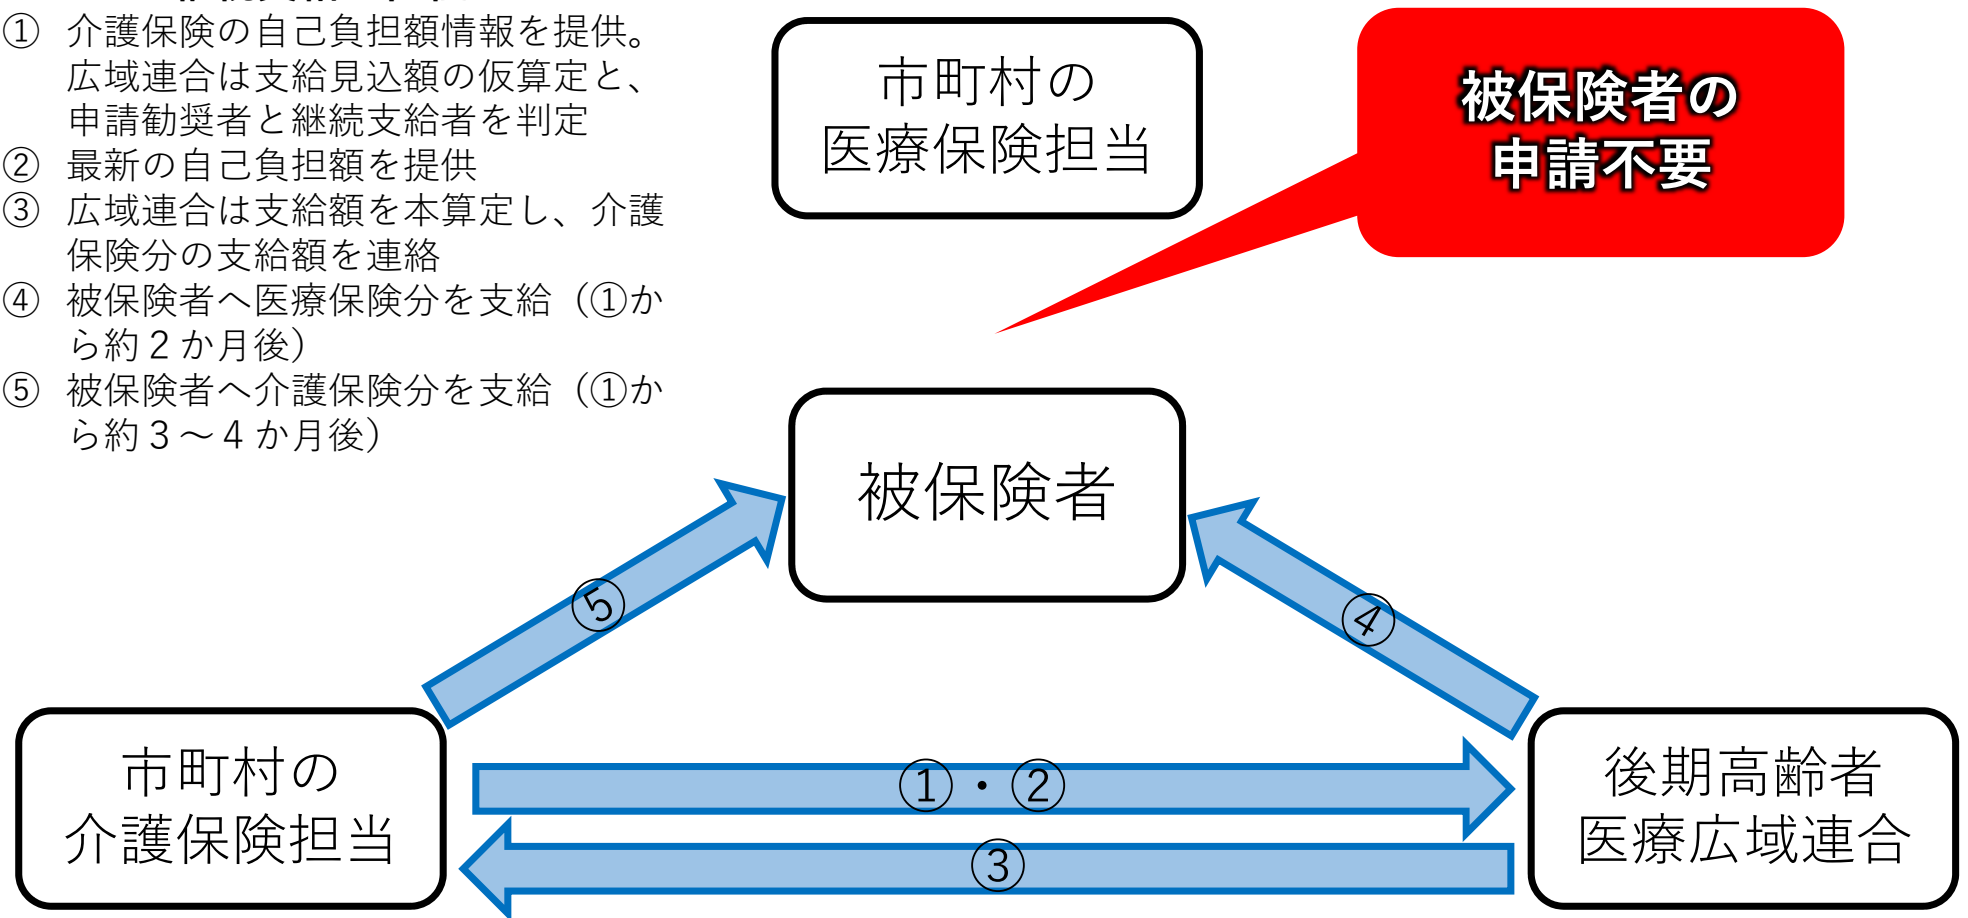 ① 介護保険の自己負担額情報を提供。
広域連合は支給見込額の仮算定と、
申請勧奨者と継続支給者を判定
② 最新の自己負担額を提供
③ 広域連合は支給額を本算定し、介護
保険分の支給額を連絡
④ 被保険者へ医療保険分を支給（①か
ら約２か月後）
⑤ 被保険者へ介護保険分を支給（①か
ら約３～４か月後）
市町村の
医療保険担当
被保険者の
申請不要
被保険者
⑤
④
市町村の
介護保険担当
①・②
③
後期高齢者
医療広域連合